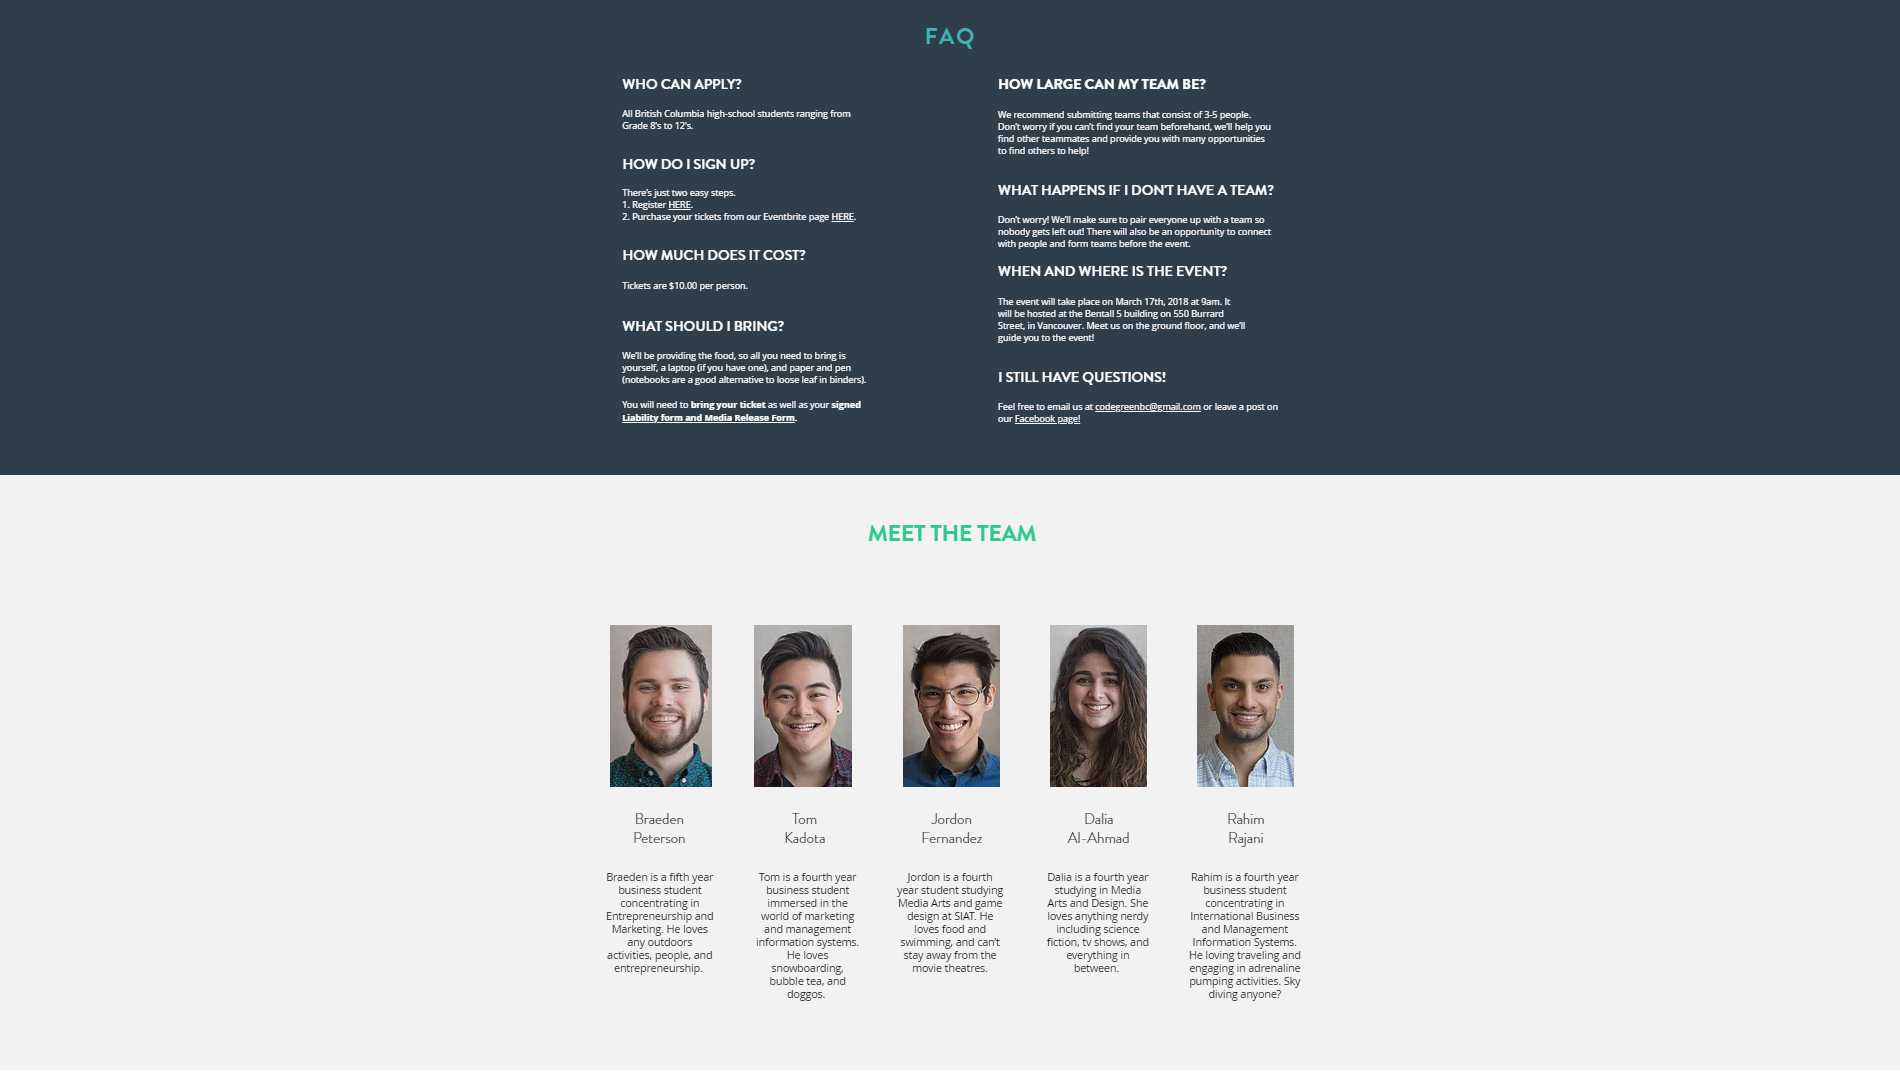 FAQ
WHO CAN APPLY?
All British Columbia high-school students ranging from
Grade 8's to 12's.
HOW DO I SIGN UP?
There's just two easy steps.
1. Register HERE.
2. Purchase your tickets from our Eventbrite page HERE.
HOW MUCH DOES IT COST?
Tickets are $10.00 per person.
WHAT SHOULD I BRING?
We'll be providing the food, so all you need to bring is
yourself, a laptop (if you have one), and paper and pen
(notebooks are a good alternative to loose leaf in binders).
You will need to bring your ticket as well as your signed
Liability form and Media Release Form.
HOW LARGE CAN MY TEAM BE?
We recommend submitting teams that consist of 3-5 people.
Don't worry if you can't find your team beforehand, we'll help you
find other teammates and provide you with many opportunities
to find others to help!
WHAT HAPPENS IF I DON'T HAVE A TEAM?
Don't worry! We'll make sure to pair everyone up with a team so
nobody gets left out! There will also be an opportunity to connect
with people and form teams before the event.
WHEN AND WHERE IS THE EVENT?
The event will take place on March 17th, 2018 at 9am. It
will be hosted at the Bentall 5 building on 550 Burrard
Street, in Vancouver. Meet us on the ground floor, and we'll
guide you to the event!
I STILL HAVE QUESTIONS!
Feel free to email us at codegreenbc@gmail.com or leave a post on
our Facebook page!
MEET THE TEAM
Braeden
Peterson
Braeden is a fifth year
business student
concentrating in
Entrepreneurship and
Marketing. He loves
any outdoors
activities, people, and
entrepreneurship.
Tom
Kadota
Tom is a fourth year
business student
immersed in the
world of marketing
and management
information systems.
He loves
snowboarding,
bubble tea, and
doggos.
Jordon
Fernandez
Jordon is a fourth
year student studying
Media Arts and game
design at SIAT. He
loves food and
swimming, and can't
stay away from the
movie theatres.
Dalia
Al-Ahmad
Dalia is a fourth year
studying in Media
Arts and Design. She
loves anything nerdy
including science
fiction, tv shows, and
everything in
between.
Rahim
Rajani
Rahim is a fourth year
business student
concentrating in
International Business
and Management
Information Systems.
He loving traveling and
engaging in adrenaline
pumping activities. Sky
diving anyone?